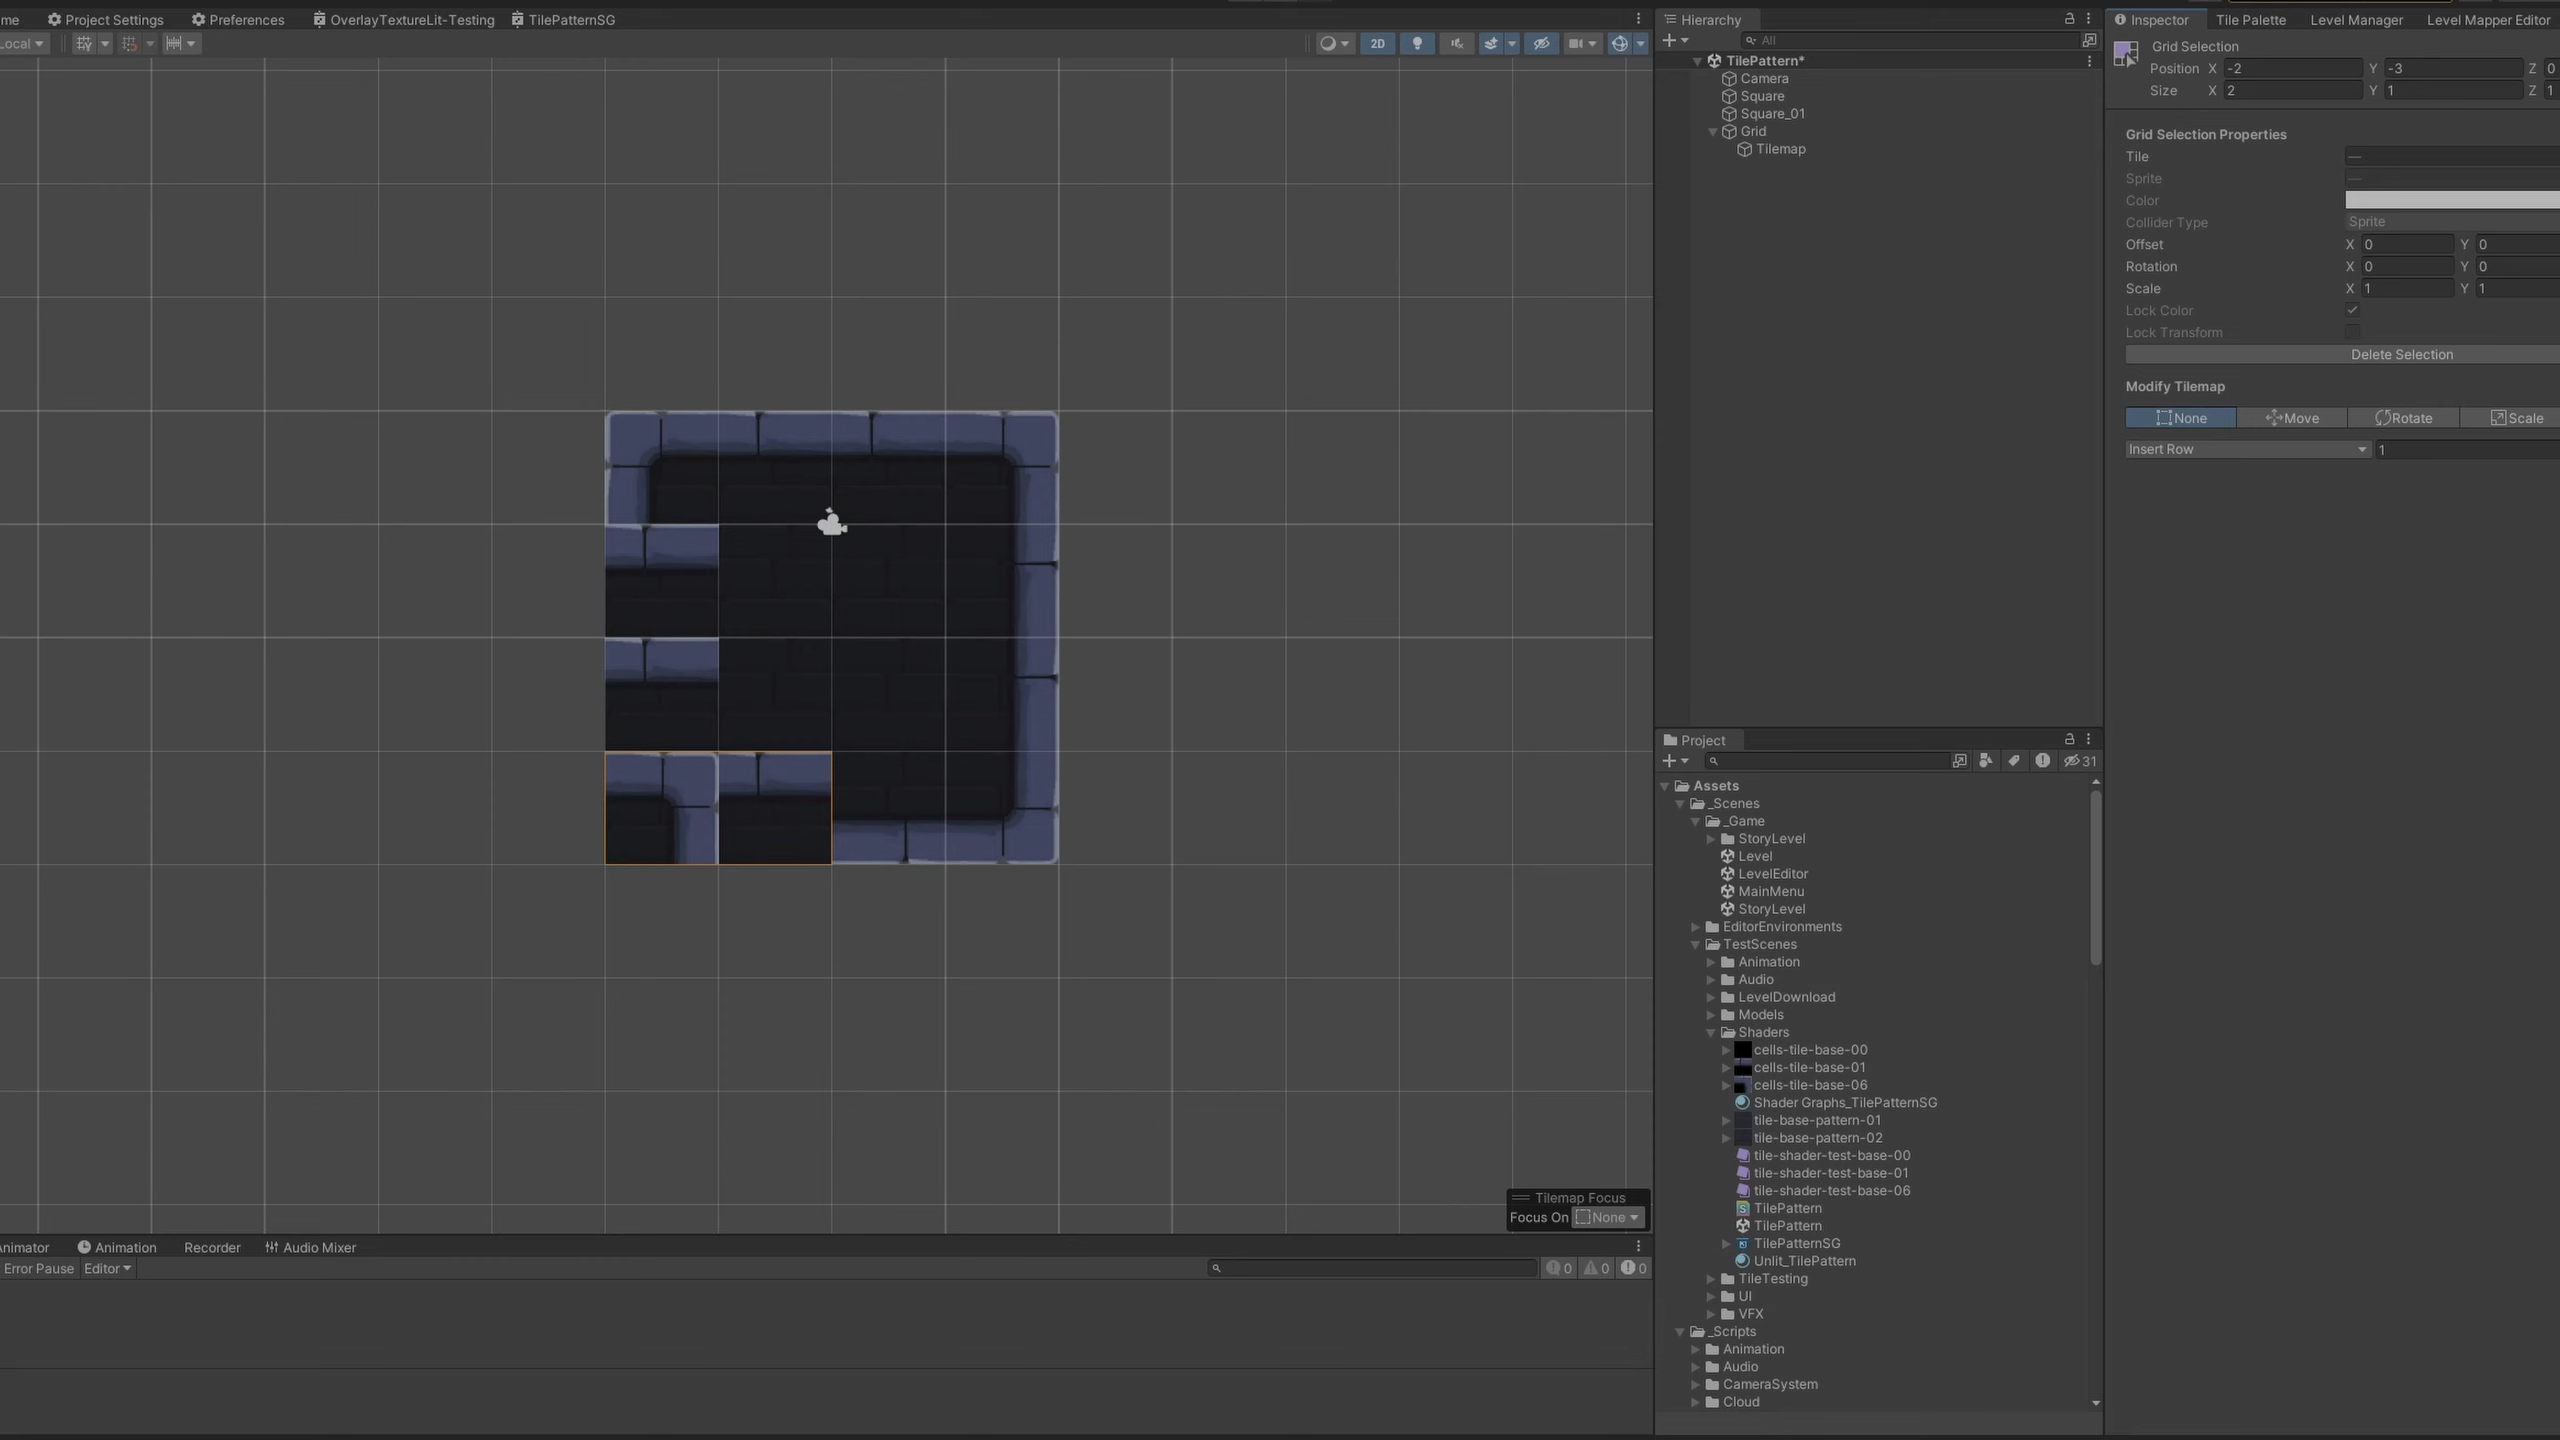 me Project Settings Preferences OverlayTextureLit-Testing TilePatternSG
Local 2D
Hierarchy
All
TilePattern*
Camera
Square
Square_01
Grid
Tilemap
Inspector Tile Palette Level Manager Level Mapper Editor
Grid Selection
Position X -2 Y -3 Z 0
Size X 2 Y 1 Z 1
Grid Selection Properties
Tile —
Sprite —
Color
Collider Type Sprite
Offset X 0 Y 0
Rotation X 0 Y 0
Scale X 1 Y 1
Lock Color
Lock Transform
Delete Selection
Modify Tilemap
None Move Rotate Scale
Insert Row 1
Project
31
Assets
_Scenes
_Game
StoryLevel
Level
LevelEditor
MainMenu
StoryLevel
EditorEnvironments
TestScenes
Animation
Audio
LevelDownload
Models
Shaders
cells-tile-base-00
cells-tile-base-01
cells-tile-base-06
Shader Graphs_TilePatternSG
tile-base-pattern-01
tile-base-pattern-02
tile-shader-test-base-00
tile-shader-test-base-01
tile-shader-test-base-06
TilePattern
TilePattern
TilePatternSG
Unlit_TilePattern
TileTesting
UI
VFX
_Scripts
Animation
Audio
CameraSystem
Cloud
Tilemap Focus
Focus On None
Animator Animation Recorder Audio Mixer
Error Pause Editor 0 0 0